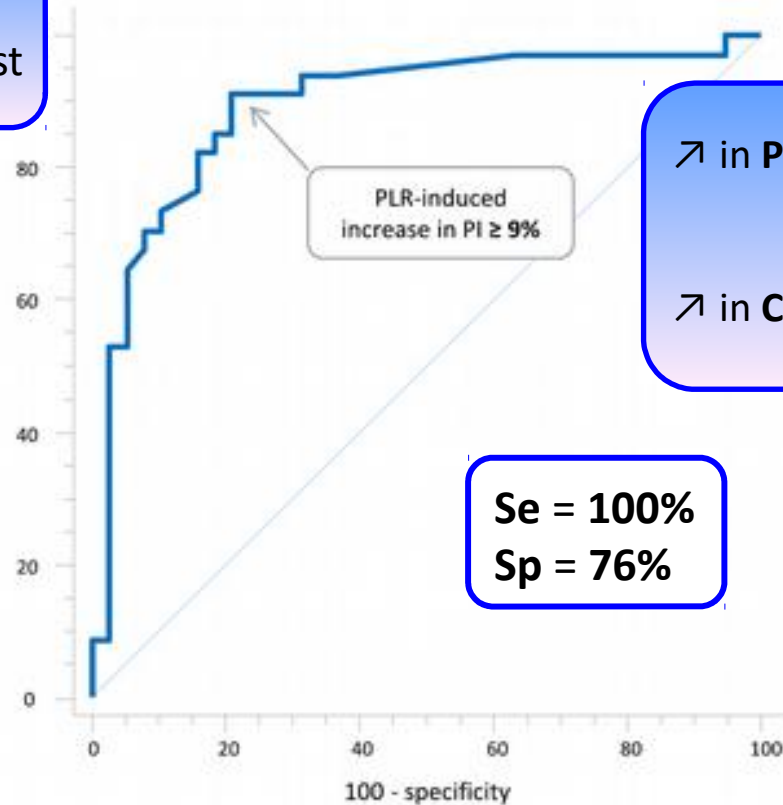 st
↗ in P
80
PLR-induced
increase in PI ≥ 9%
↗ in C
60
40
Se = 100%
Sp = 76%
20
0
0 20 40 60 80 100
100 - specificity